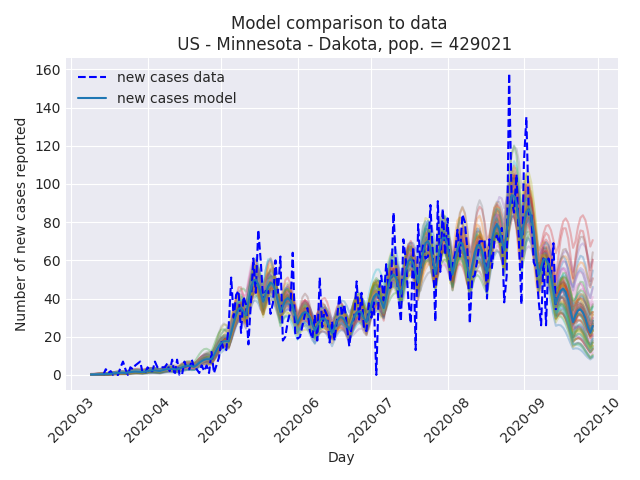 Model comparison to data
US - Minnesota - Dakota, pop. = 429021
new cases data
new cases model
Number of new cases reported
160
140
120
100
80
60
40
20
0
2020-03
2020-04
2020-05
2020-06
2020-07
2020-08
2020-09
2020-10
Day